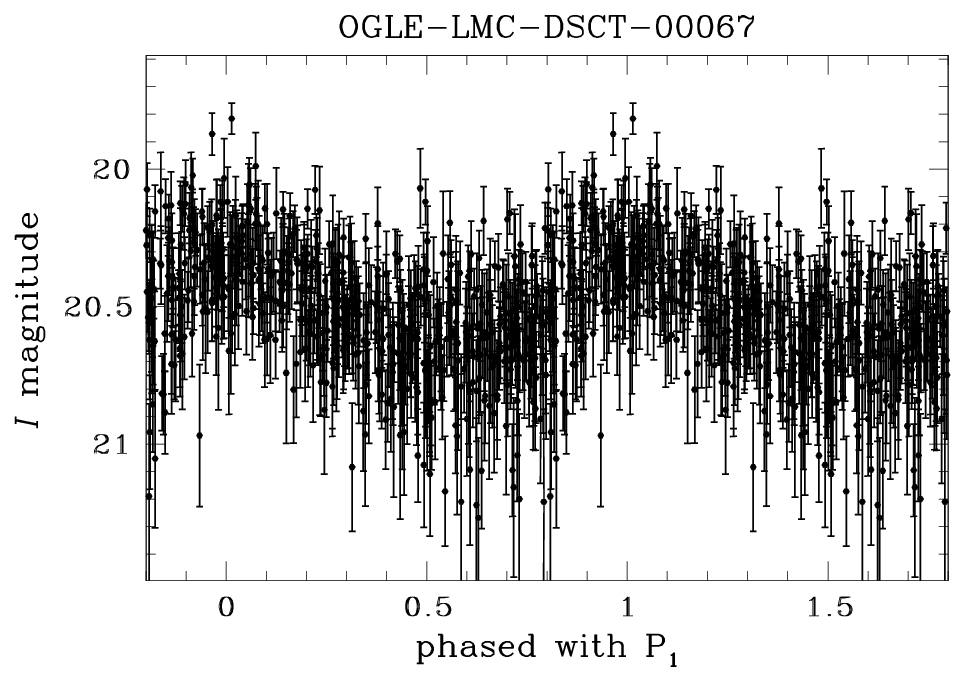 OGLE-LMC-DSCT-00067
20
20.5
21
I magnitude
0 0.5 1 1.5
phased with P₁